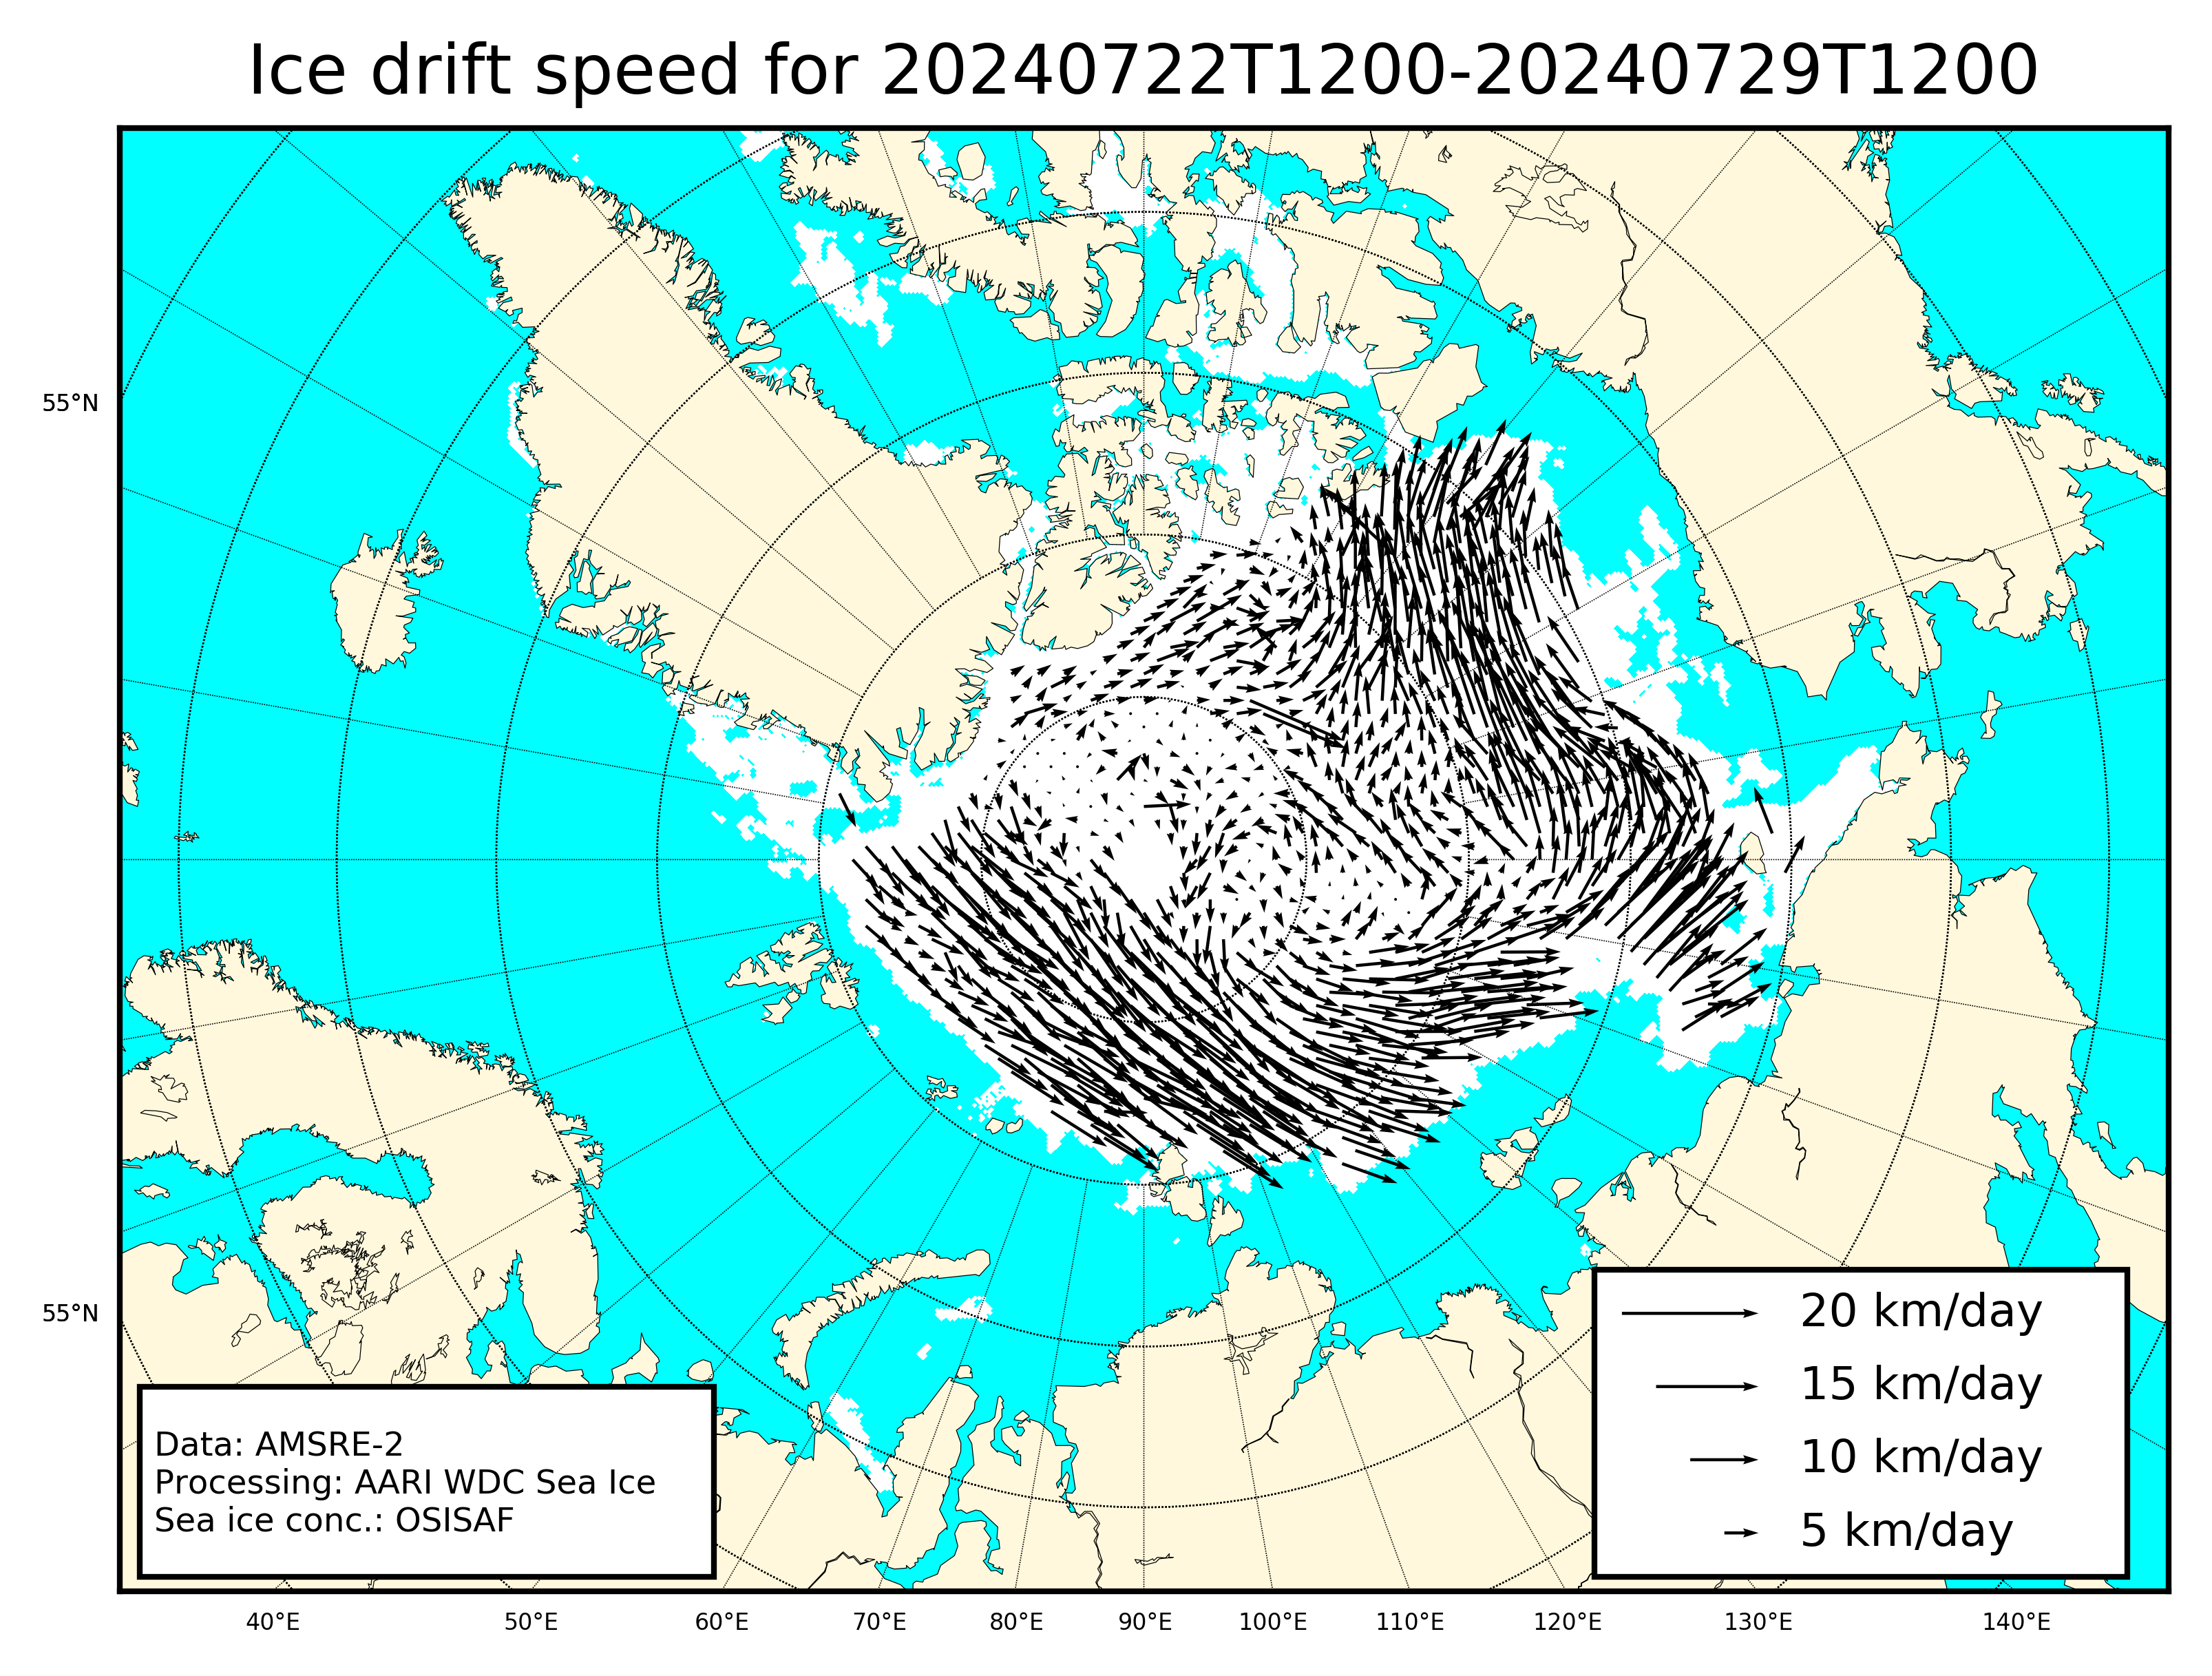 Ice drift speed for 20240722T1200-20240729T1200
55°N
55°N
20 km/day
15 km/day
10 km/day
5 km/day
Data: AMSRE-2
Processing: AARI WDC Sea Ice
Sea ice conc.: OSISAF
40°E 50°E 60°E 70°E 80°E 90°E 100°E 110°E 120°E 130°E 140°E